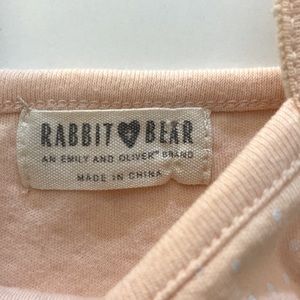 RABBIT ♥ BEAR
AN EMILY AND OLIVER™ BRAND
MADE IN CHINA